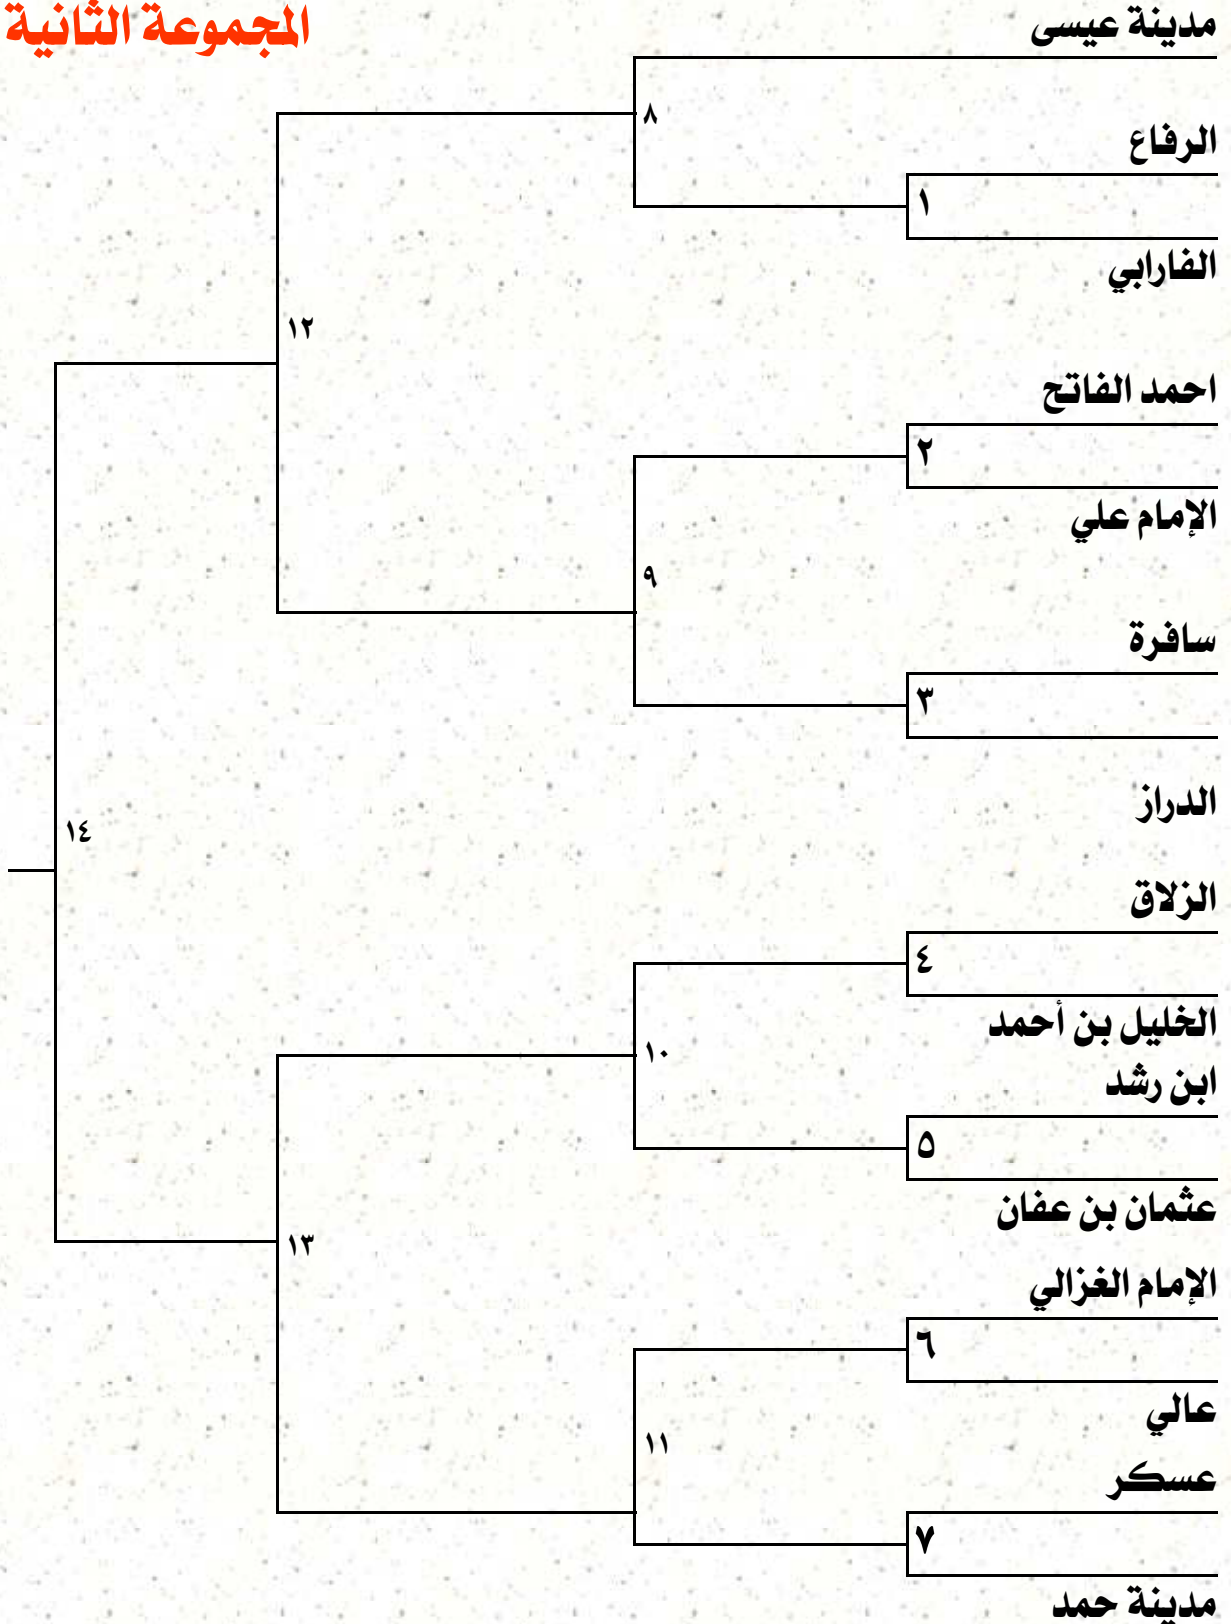 المجموعة الثانية
مدينة عيسى
٨
الرفاع
١
الفارابي
١٢
احمد الفاتح
٢
الإمام علي
٩
سافرة
٣
الدراز
١٤
الزلاق
٤
الخليل بن أحمد
١٠
ابن رشد
٥
عثمان بن عفان
١٣
الإمام الغزالي
٦
عالي
١١
عسكر
٧
مدينة حمد